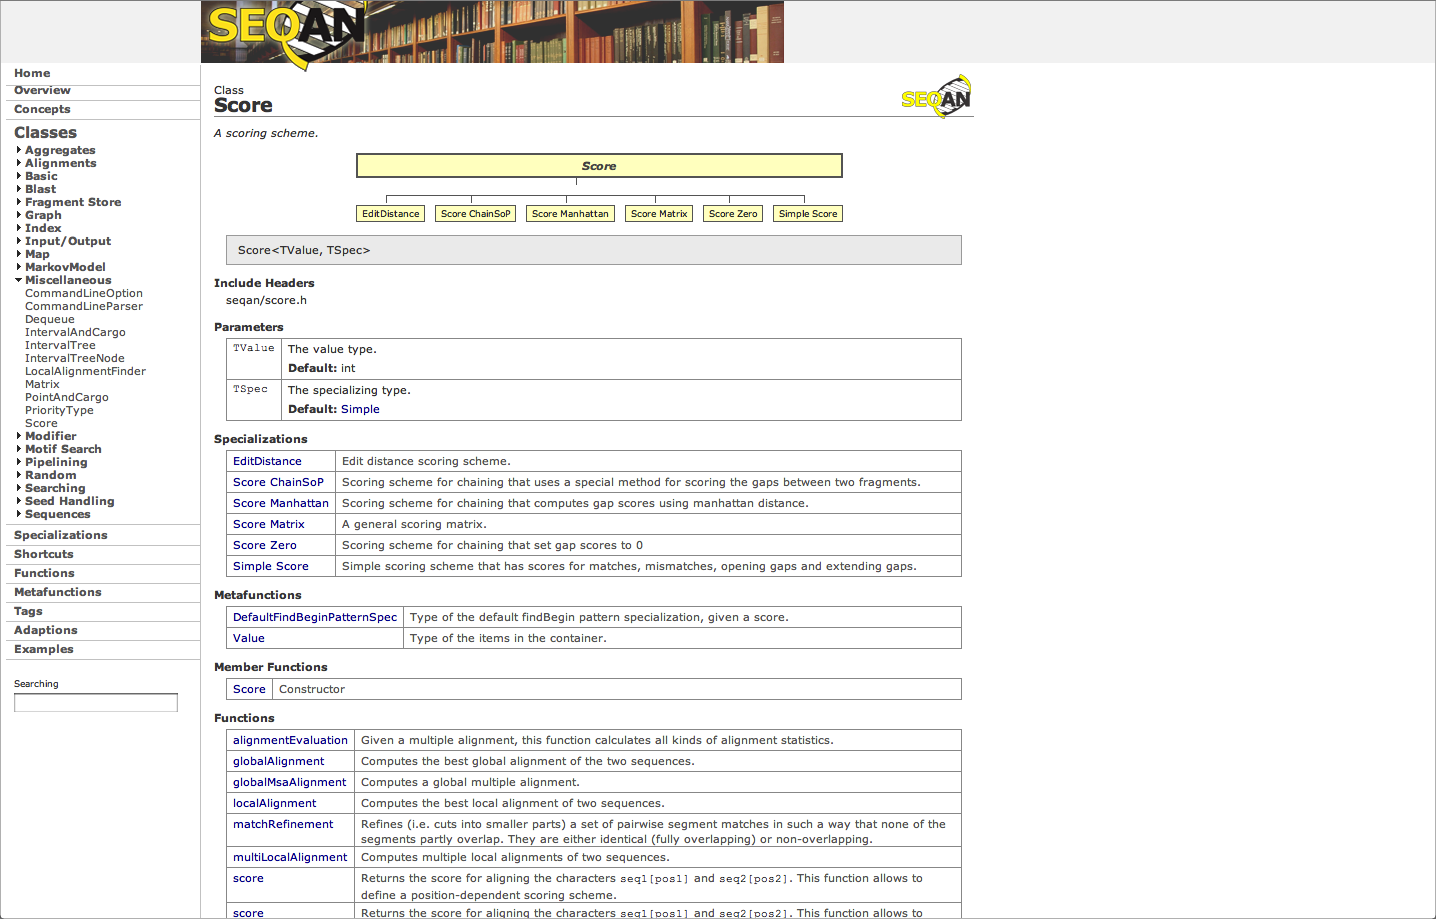 SEQAN
Home
Overview
Concepts
Classes
Aggregates
Alignments
Basic
Blast
Fragment Store
Graph
Index
Input/Output
Map
MarkovModel
Miscellaneous
CommandLineOption
CommandLineParser
Dequeue
IntervalAndCargo
IntervalTree
IntervalTreeNode
LocalAlignmentFinder
Matrix
PointAndCargo
PriorityType
Score
Modifier
Motif Search
Pipelining
Random
Searching
Seed Handling
Sequences
Specializations
Shortcuts
Functions
Metafunctions
Tags
Adaptions
Examples
Searching
Class
Score
SEQAN
A scoring scheme.
Score
EditDistance Score ChainSoP Score Manhattan Score Matrix Score Zero Simple Score
Score<TValue, TSpec>
Include Headers
seqan/score.h
Parameters
TValue The value type.
Default: int
TSpec The specializing type.
Default: Simple
Specializations
EditDistance Edit distance scoring scheme.
Score ChainSoP Scoring scheme for chaining that uses a special method for scoring the gaps between two fragments.
Score Manhattan Scoring scheme for chaining that computes gap scores using manhattan distance.
Score Matrix A general scoring matrix.
Score Zero Scoring scheme for chaining that set gap scores to 0
Simple Score Simple scoring scheme that has scores for matches, mismatches, opening gaps and extending gaps.
Metafunctions
DefaultFindBeginPatternSpec Type of the default findBegin pattern specialization, given a score.
Value Type of the items in the container.
Member Functions
Score Constructor
Functions
alignmentEvaluation Given a multiple alignment, this function calculates all kinds of alignment statistics.
globalAlignment Computes the best global alignment of the two sequences.
globalMsaAlignment Computes a global multiple alignment.
localAlignment Computes the best local alignment of two sequences.
matchRefinement Refines (i.e. cuts into smaller parts) a set of pairwise segment matches in such a way that none of the
segments partly overlap. They are either identical (fully overlapping) or non-overlapping.
multiLocalAlignment Computes multiple local alignments of two sequences.
score Returns the score for aligning the characters seq1[pos1] and seq2[pos2]. This function allows to
define a position-dependent scoring scheme.
score Returns the score for aligning the characters seq1[pos1] and seq2[pos2]. This function allows to